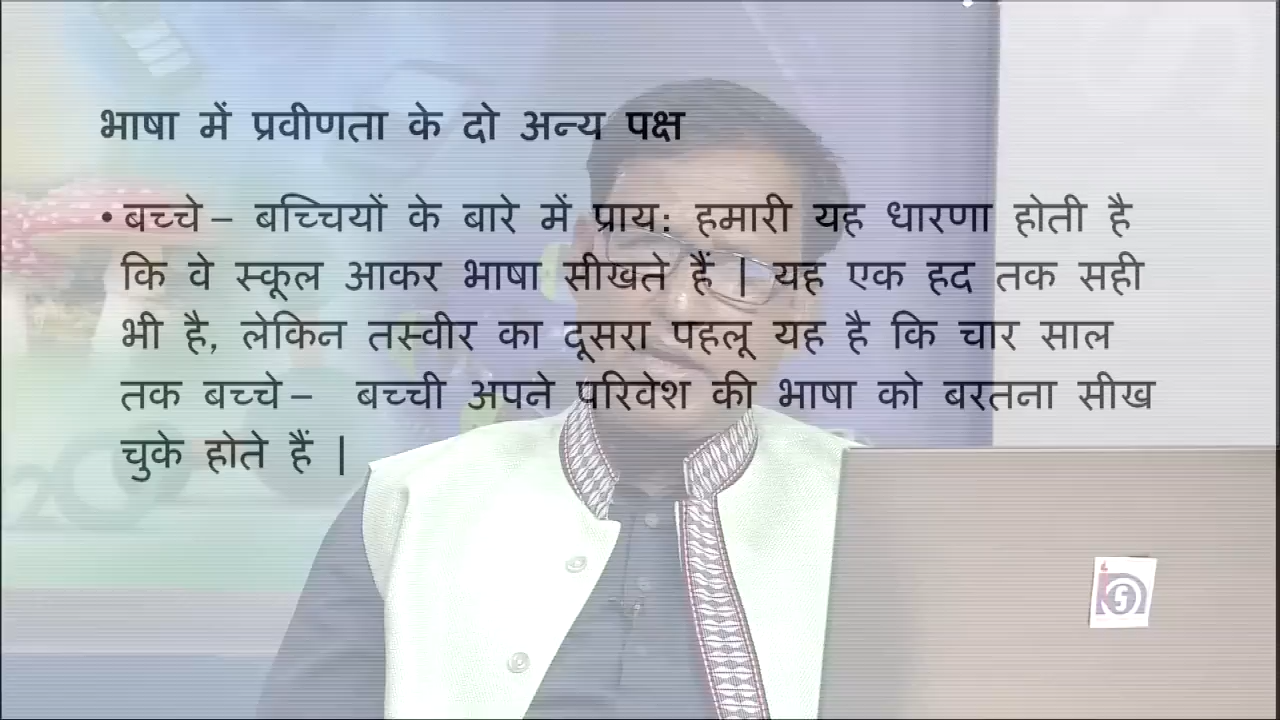 भाषा में प्रवीणता के दो अन्य पक्ष
• बच्चे – बच्चियों के बारे में प्राय: हमारी यह धारणा होती है
कि वे स्कूल आकर भाषा सीखते हैं | यह एक हद तक सही
भी है, लेकिन तस्वीर का दूसरा पहलू यह है कि चार साल
तक बच्चे – बच्ची अपने परिवेश की भाषा को बरतना सीख
चुके होते हैं |